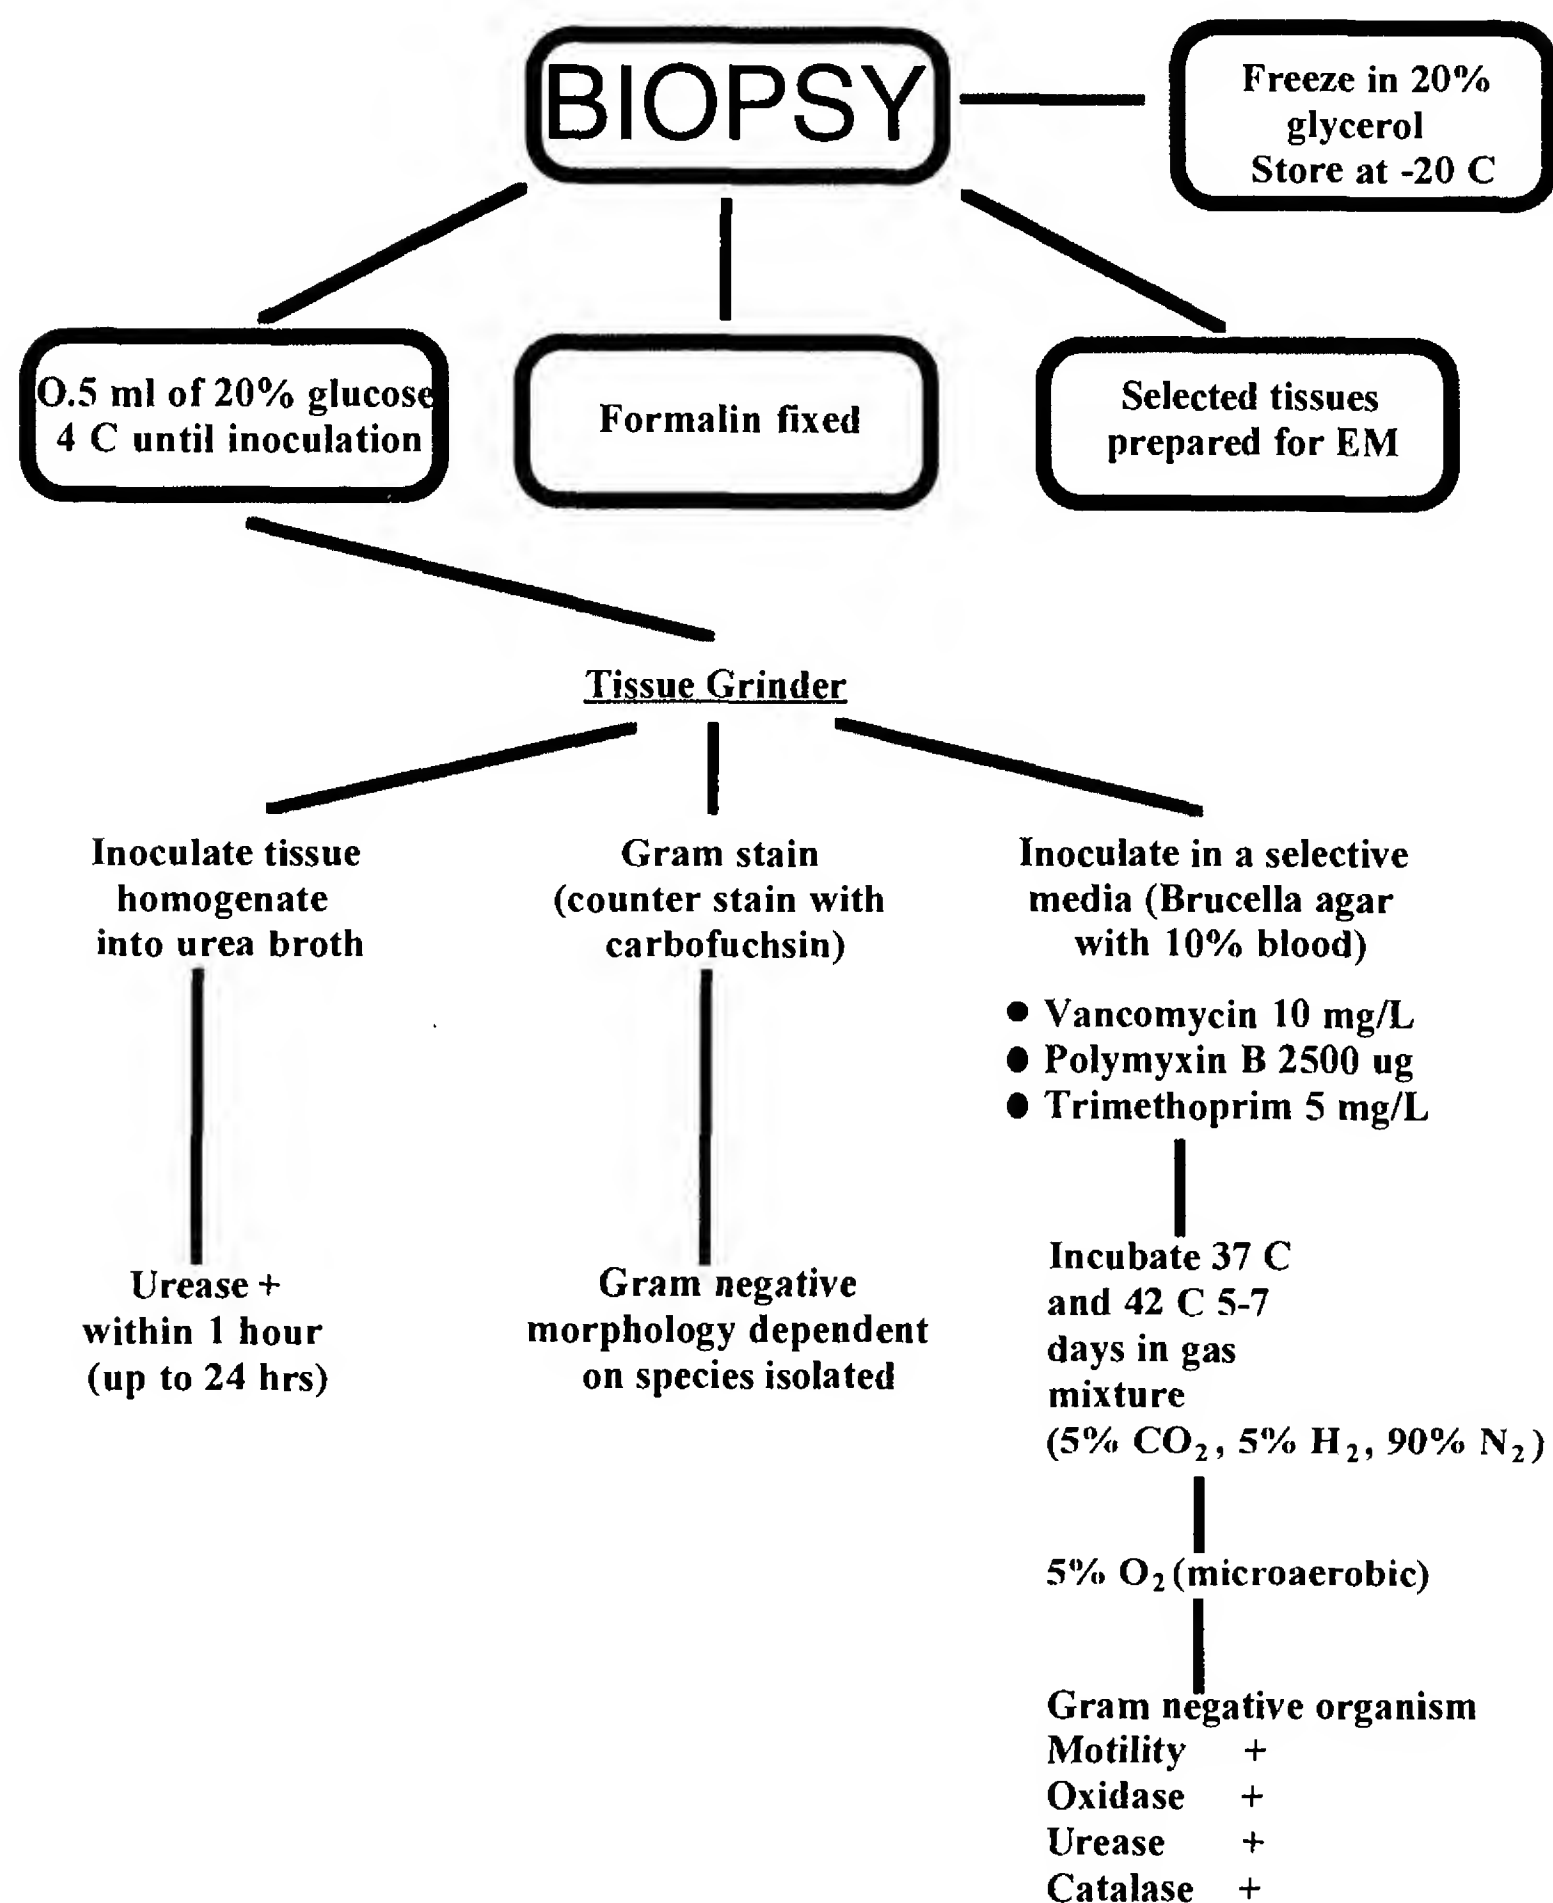 BIOPSY
Freeze in 20%
glycerol
Store at -20 C
O.5 ml of 20% glucose
4 C until inoculation
Formalin fixed
Selected tissues
prepared for EM
Tissue Grinder
Inoculate tissue
homogenate
into urea broth
Gram stain
(counter stain with
carbofuchsin)
Inoculate in a selective
media (Brucella agar
with 10% blood)
● Vancomycin 10 mg/L
● Polymyxin B 2500 ug
● Trimethoprim 5 mg/L
Urease +
within 1 hour
(up to 24 hrs)
Gram negative
morphology dependent
on species isolated
Incubate 37 C
and 42 C 5-7
days in gas
mixture
(5% CO₂, 5% H₂, 90% N₂)
5% O₂ (microaerobic)
Gram negative organism
Motility +
Oxidase +
Urease +
Catalase +